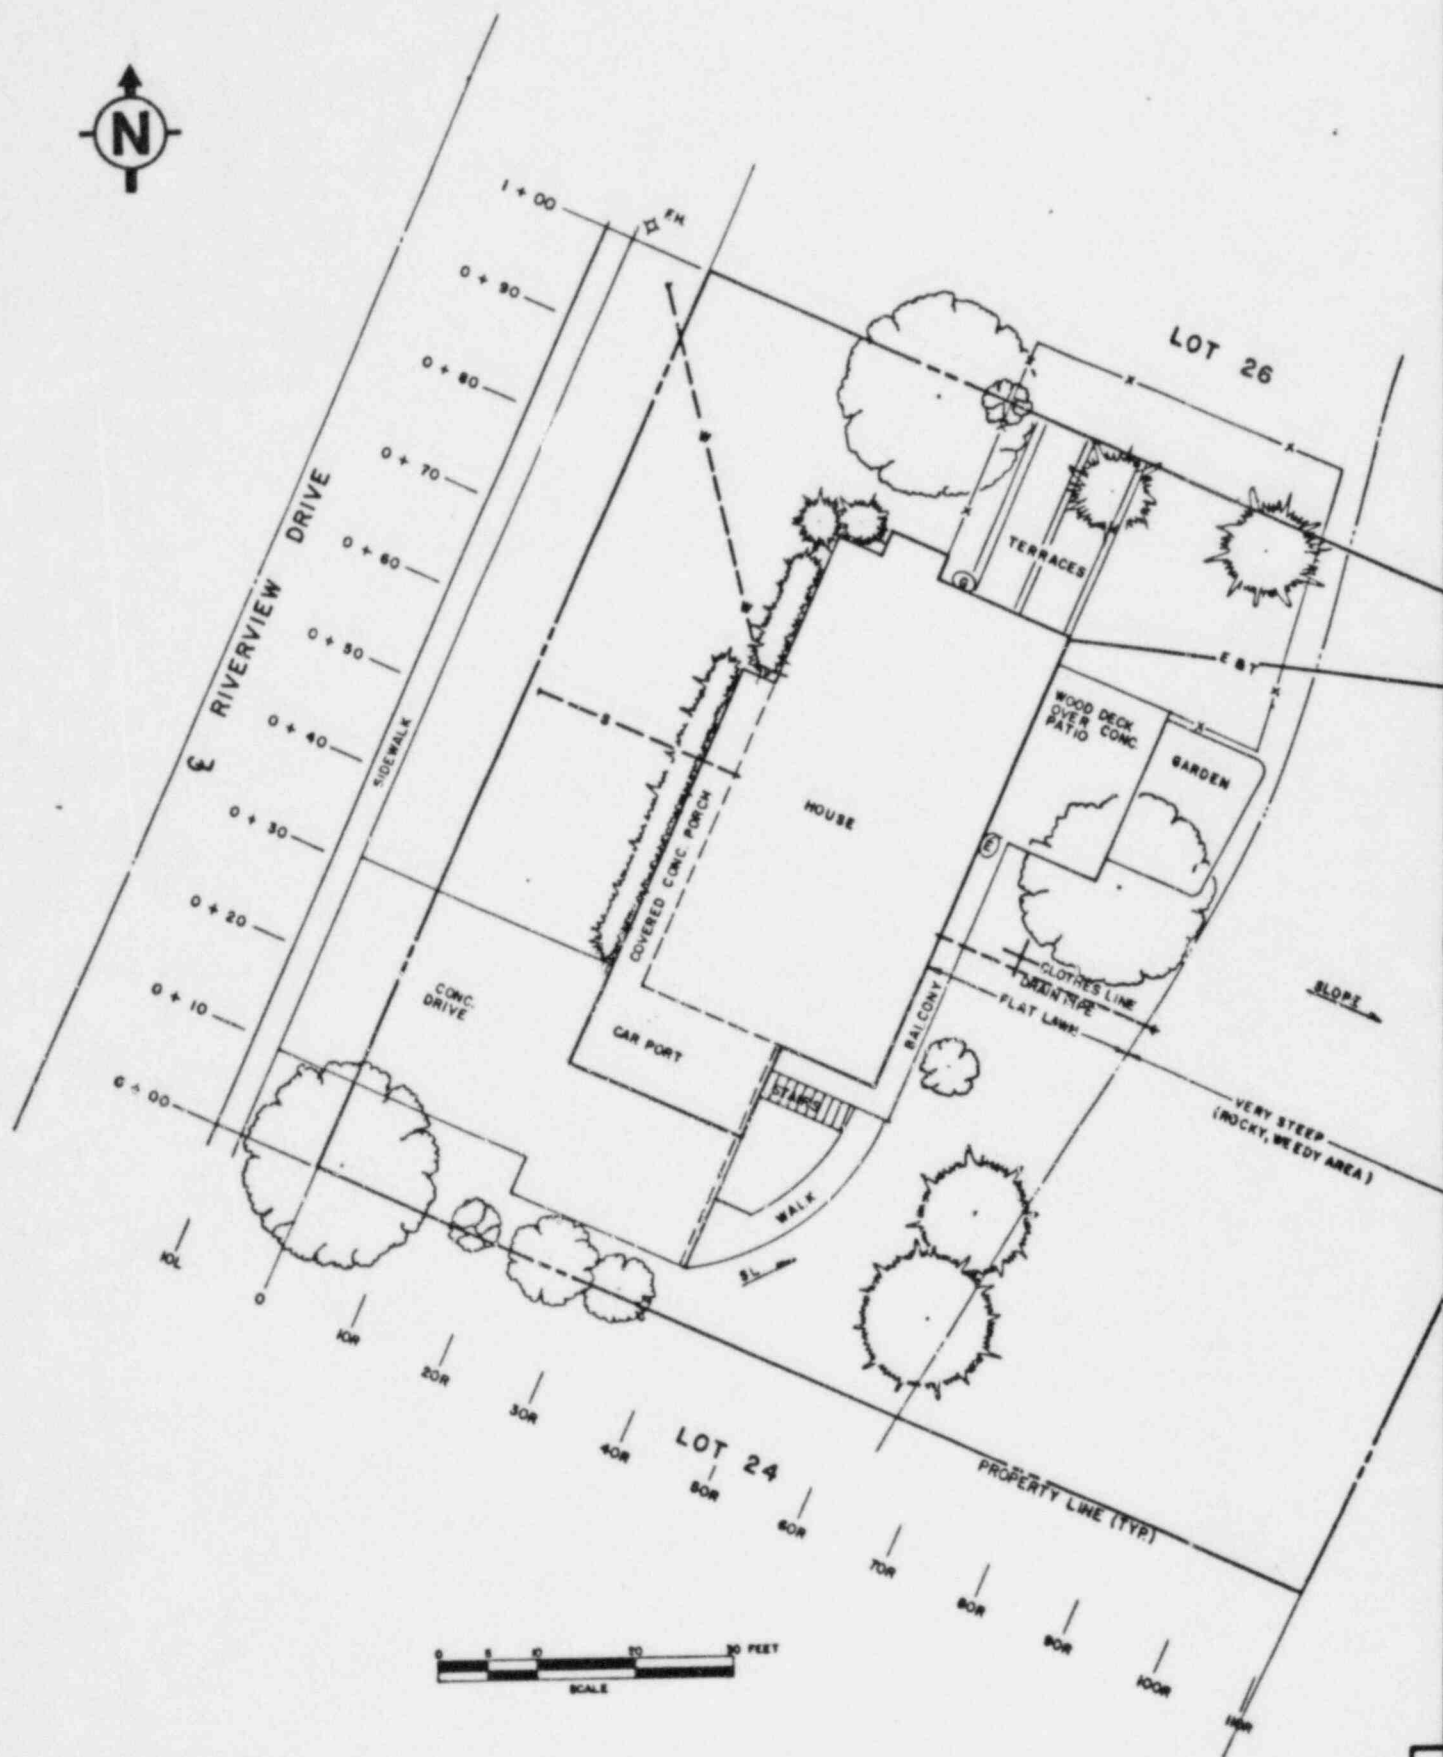 N
1 + 00
F.H.
0 + 90
LOT 26
0 + 80
0 + 70
W
RIVERVIEW DRIVE
X
X
X
X
0 + 60
TERRACES
G
W
0 + 50
E & T
X
S
WOOD DECK
OVER CONC.
PATIO
X
0 + 40
SIDEWALK
GARDEN
HOUSE
0 + 30
COVERED CONC. PORCH
E
0 + 20
CLOTHES LINE
DRAIN PIPE
FLAT LAWN
SLOPE
CONC.
DRIVE
0 + 10
BALCONY
CAR PORT
0 + 00
STAIRS
VERY STEEP
(ROCKY, WEEDY AREA)
WALK
SL.
10L
0
10R
20R
30R
40R
LOT 24
50R
60R
70R
80R
90R
100R
110R
PROPERTY LINE (TYP.)
0 5 10 20 30 FEET
SCALE